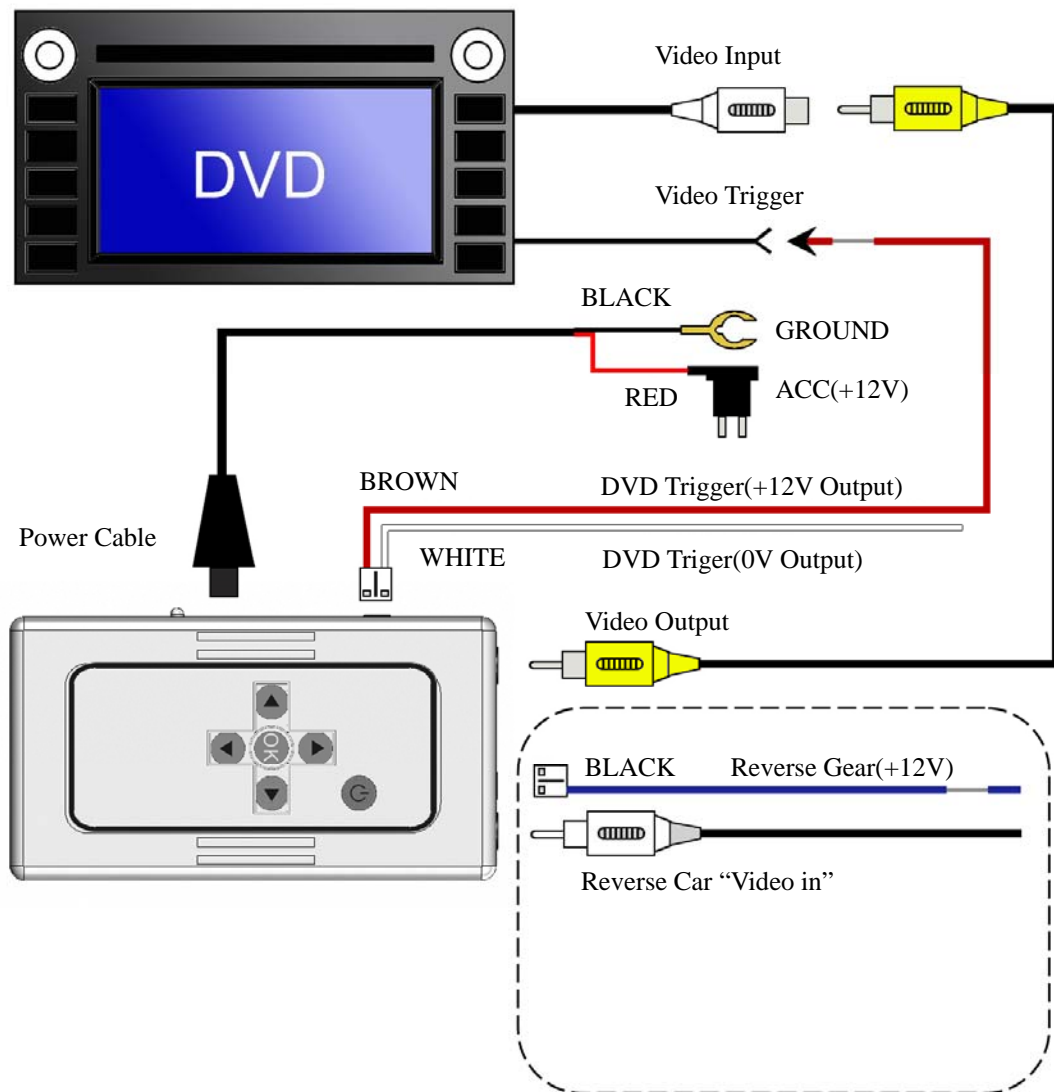 Video Input
DVD
Video Trigger
BLACK
GROUND
RED
ACC(+12V)
BROWN
DVD Trigger(+12V Output)
Power Cable
WHITE
DVD Triger(0V Output)
Video Output
OK
BLACK
Reverse Gear(+12V)
Reverse Car “Video in”